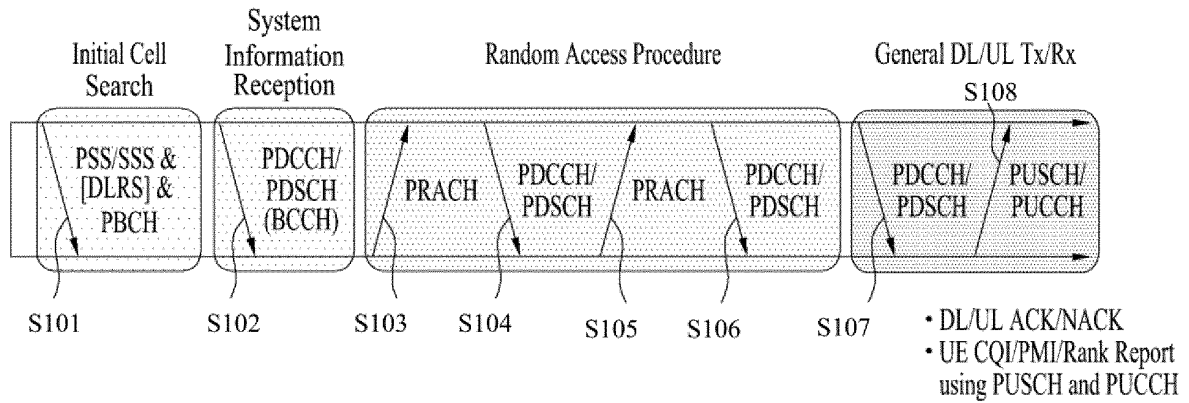 Initial Cell
Search
System
Information
Reception
Random Access Procedure
General DL/UL Tx/Rx
S108
PSS/SSS &
[DLRS] &
PBCH
PDCCH/
PDSCH
(BCCH)
PRACH
PDCCH/
PDSCH
PRACH
PDCCH/
PDSCH
PDCCH/
PDSCH
PUSCH/
PUCCH
S101
S102
S103
S104
S105
S106
S107
• DL/UL ACK/NACK
• UE CQI/PMI/Rank Report
using PUSCH and PUCCH